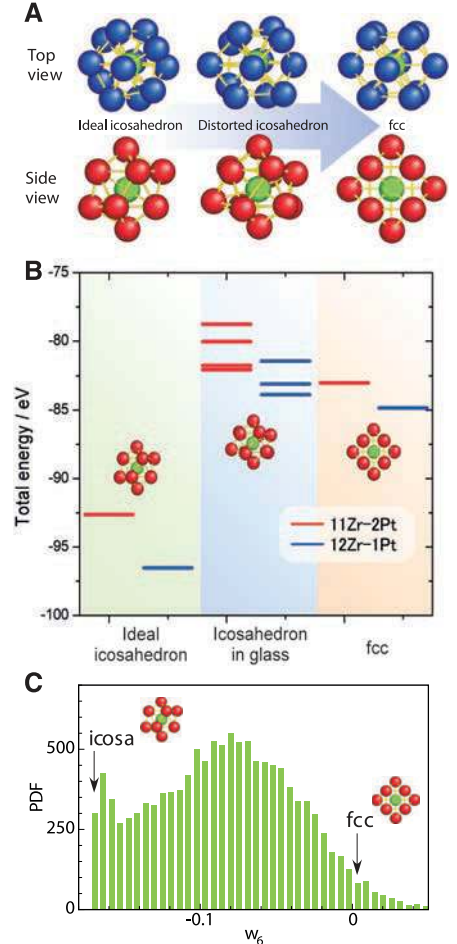 A
Top
view
Ideal icosahedron Distorted icosahedron fcc
Side
view
B
-75
-80
-85
-90
-95
-100
Total energy / eV
11Zr-2Pt
12Zr-1Pt
Ideal
icosahedron
Icosahedron
in glass
fcc
C
icosa
fcc
500
250
0
PDF
-0.1 0
w6